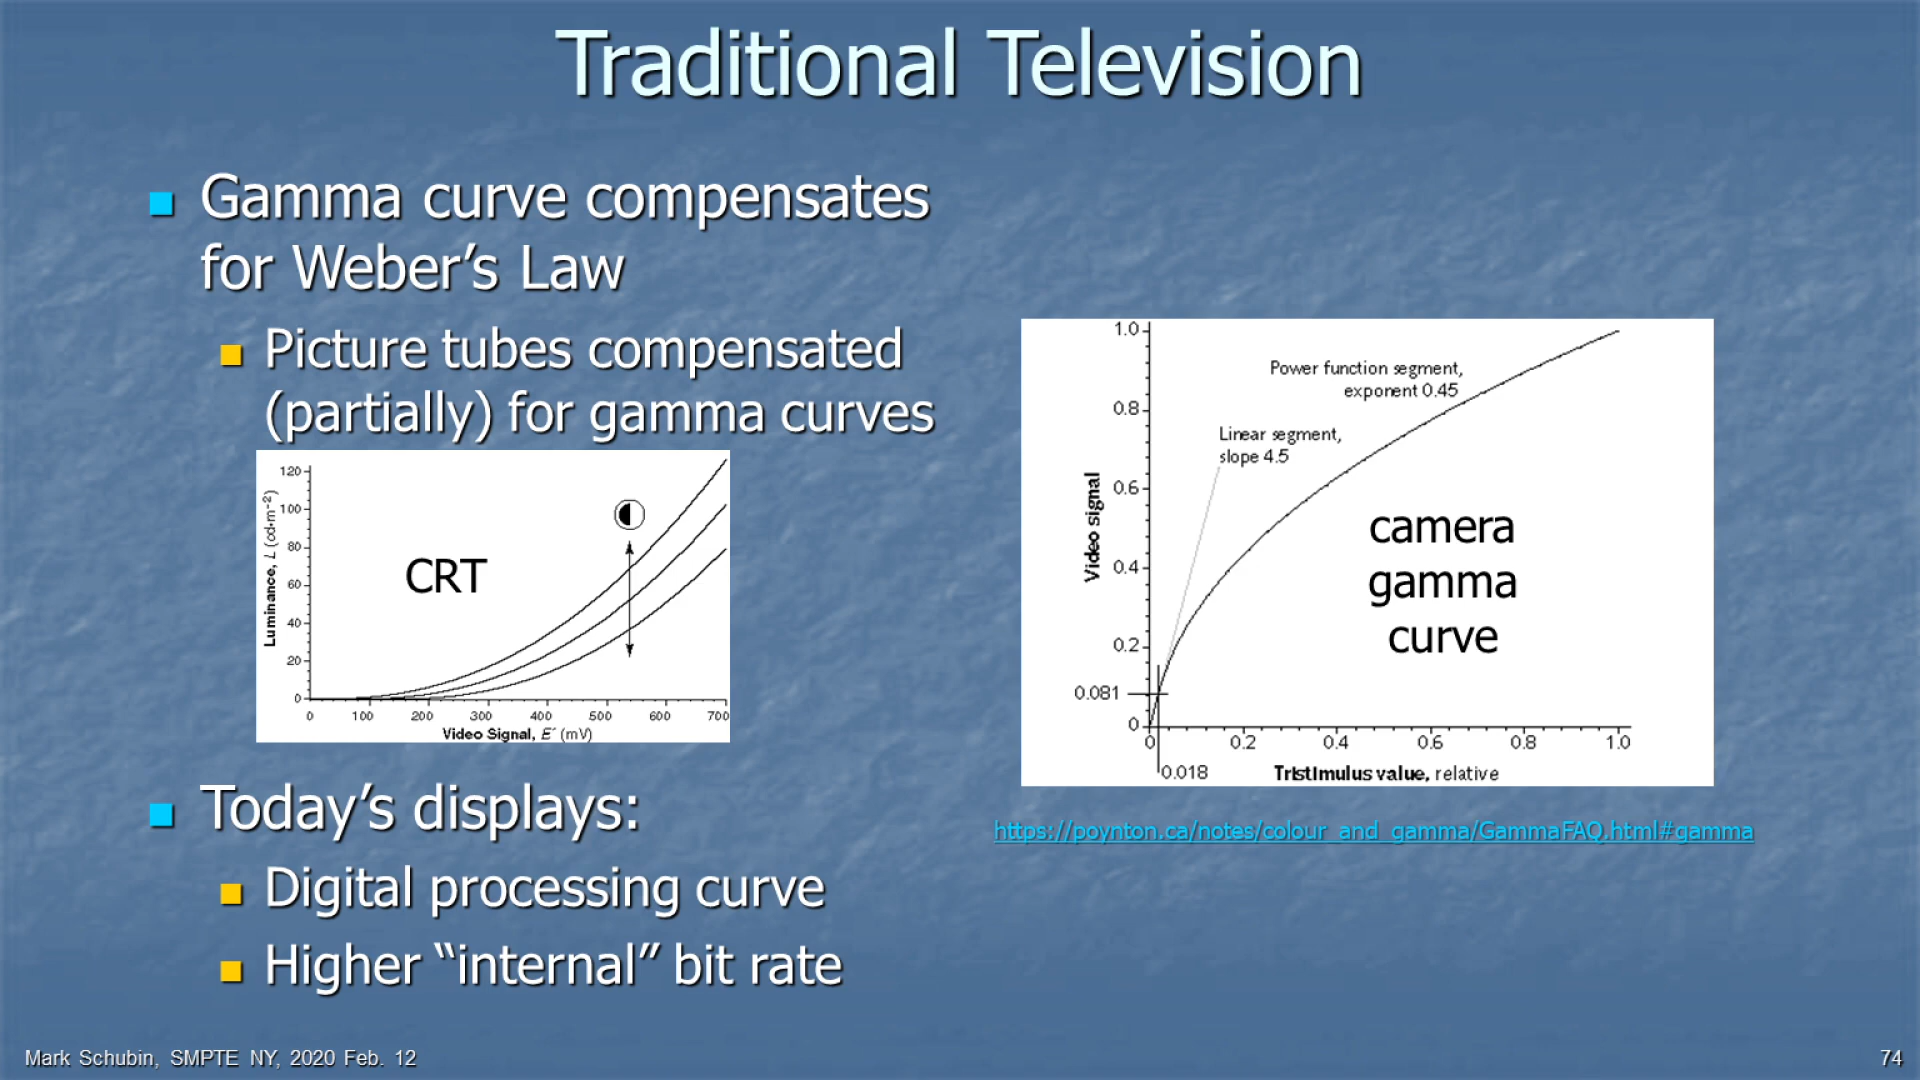 Traditional Television
Gamma curve compensates
for Weber’s Law
Picture tubes compensated
(partially) for gamma curves
120
100
80
60
40
20
0
Luminance, L (cd·m⁻²)
CRT
0 100 200 300 400 500 600 700
Video Signal, E´ (mV)
Today’s displays:
Digital processing curve
Higher “internal” bit rate
1.0
0.8
0.6
0.4
0.2
0.081
0
Video signal
Power function segment,
exponent 0.45
Linear segment,
slope 4.5
camera
gamma
curve
0 0.2 0.4 0.6 0.8 1.0
0.018
Tristimulus value, relative
https://poynton.ca/notes/colour_and_gamma/GammaFAQ.html#gamma
Mark Schubin, SMPTE NY, 2020 Feb. 12
74